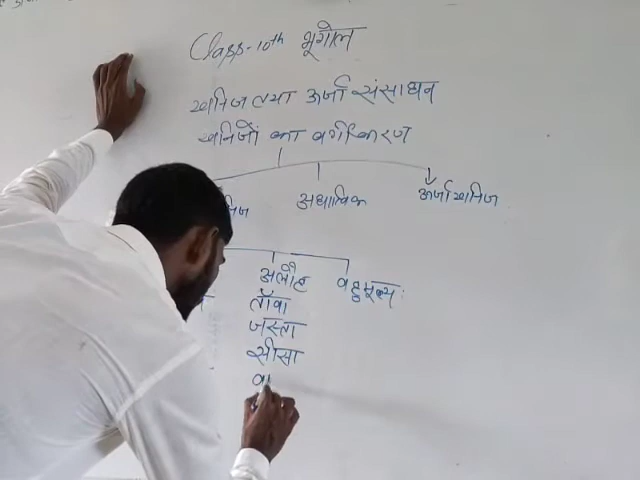 Class-10th भूगोल
खनिज तथा ऊर्जा संसाधन
खनिजों का वर्गीकरण
निज अधात्विक ऊर्जा खनिज
अलौह बहुमूल्य
ताँबा
जस्ता
सीसा